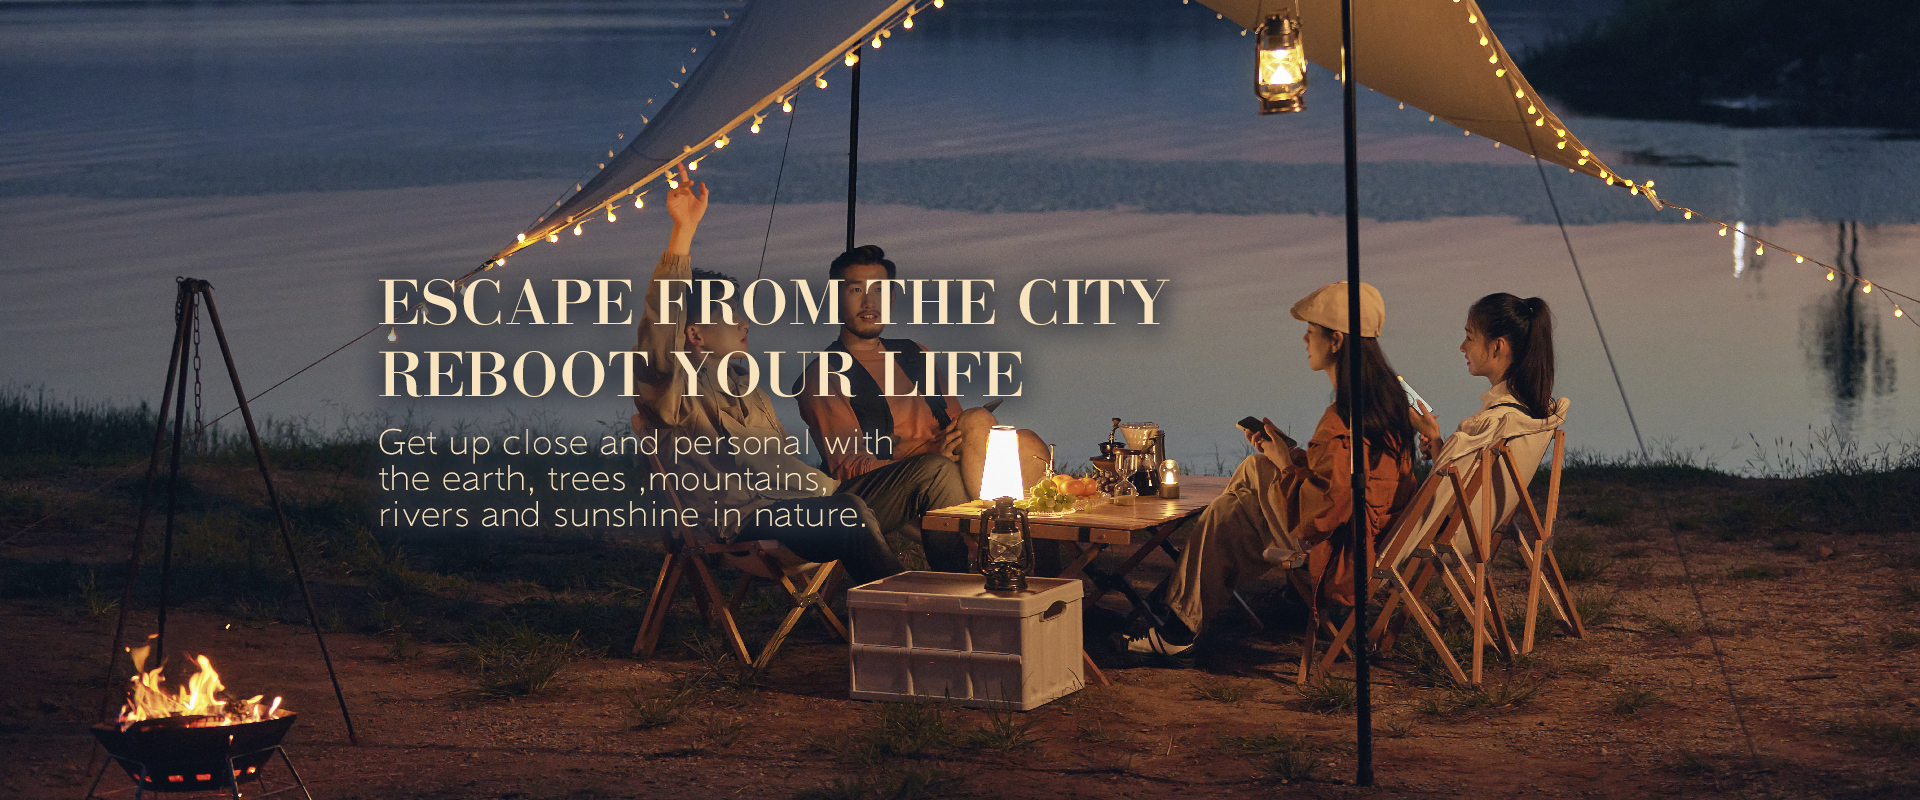 ESCAPE FROM THE CITY
REBOOT YOUR LIFE
Get up close and personal with
the earth, trees ,mountains,
rivers and sunshine in nature.